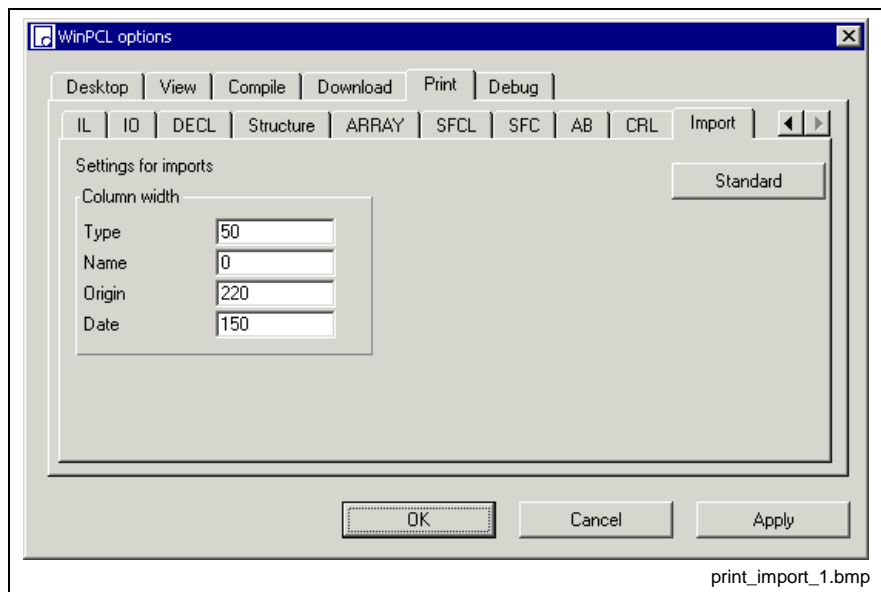 WinPCL options
Desktop View Compile Download Print Debug
IL IO DECL Structure ARRAY SFCL SFC AB CRL Import
Settings for imports
Standard
Column width
Type 50
Name 0
Origin 220
Date 150
OK Cancel Apply
print_import_1.bmp